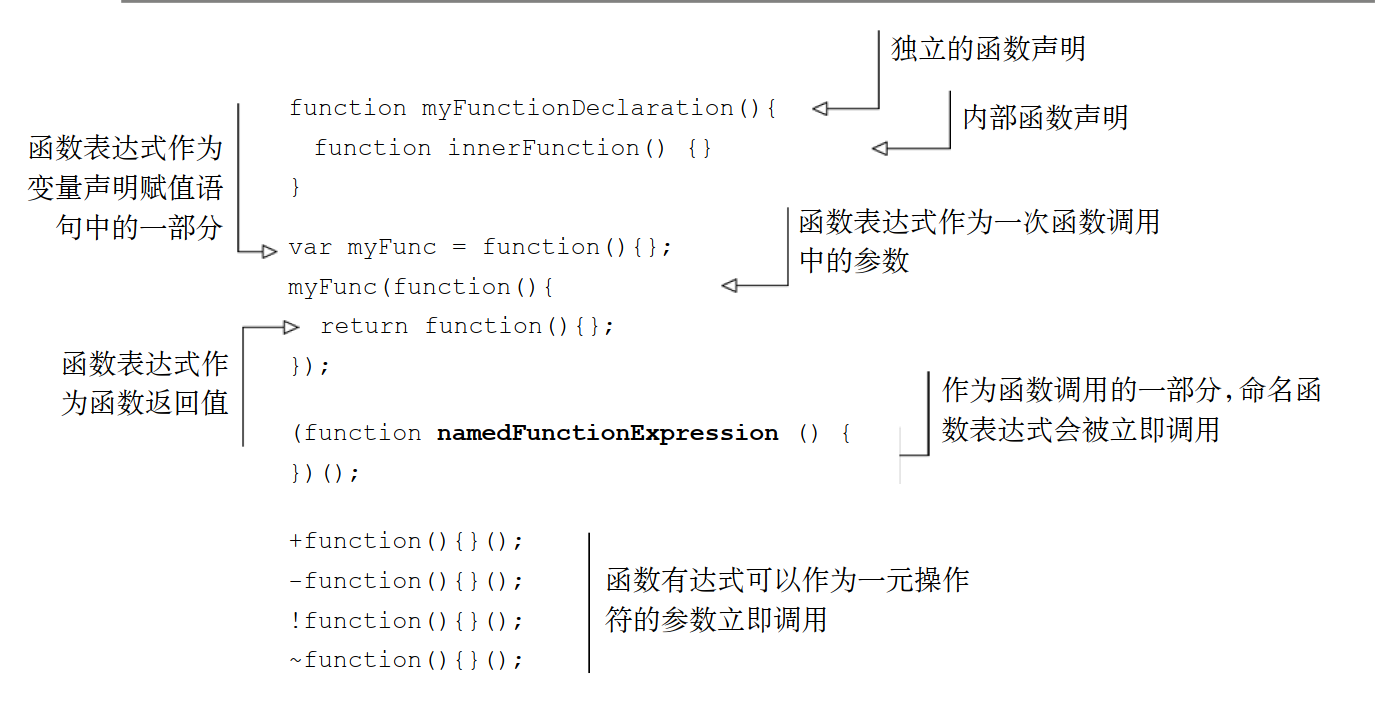 独立的函数声明
function myFunctionDeclaration(){
内部函数声明
function innerFunction() {}
}
函数表达式作为
变量声明赋值语
句中的一部分
var myFunc = function(){};
函数表达式作为一次函数调用
中的参数
myFunc(function(){
return function(){};
});
函数表达式作
为函数返回值
作为函数调用的一部分,命名函
数表达式会被立即调用
(function namedFunctionExpression () {
})();
+function(){}();
-function(){}();
!function(){}();
~function(){}();
函数有达式可以作为一元操作
符的参数立即调用